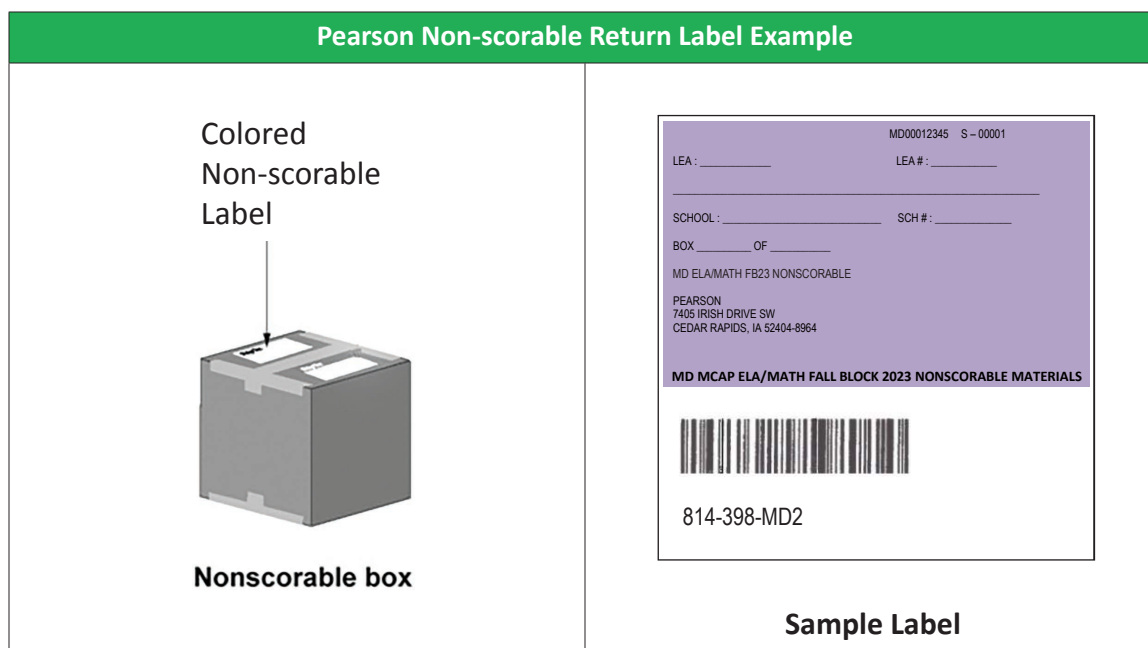 Pearson Non-scorable Return Label Example
Colored
Non-scorable
Label
Nonscorable box
MD00012345 S – 00001
LEA : ____________ LEA # : ___________
_______________________________________________________________
SCHOOL : ___________________________ SCH # : _____________
BOX _________ OF __________
MD ELA/MATH FB23 NONSCORABLE
PEARSON
7405 IRISH DRIVE SW
CEDAR RAPIDS, IA 52404-8964
MD MCAP ELA/MATH FALL BLOCK 2023 NONSCORABLE MATERIALS
814-398-MD2
Sample Label